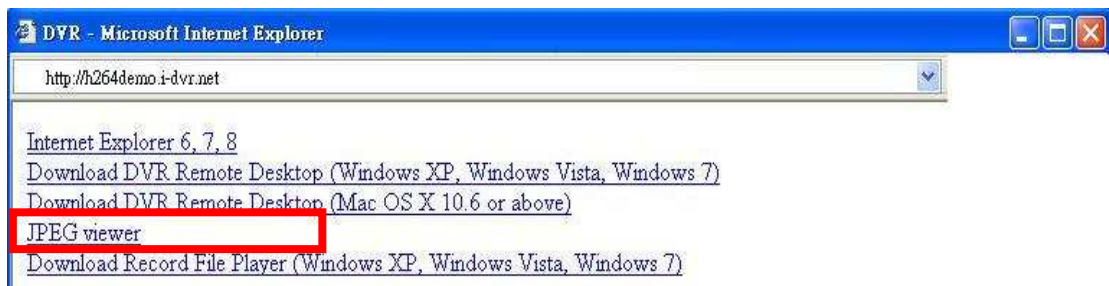 DVR - Microsoft Internet Explorer
http://h264demo.i-dvr.net
Internet Explorer 6, 7, 8
Download DVR Remote Desktop (Windows XP, Windows Vista, Windows 7)
Download DVR Remote Desktop (Mac OS X 10.6 or above)
JPEG viewer
Download Record File Player (Windows XP, Windows Vista, Windows 7)